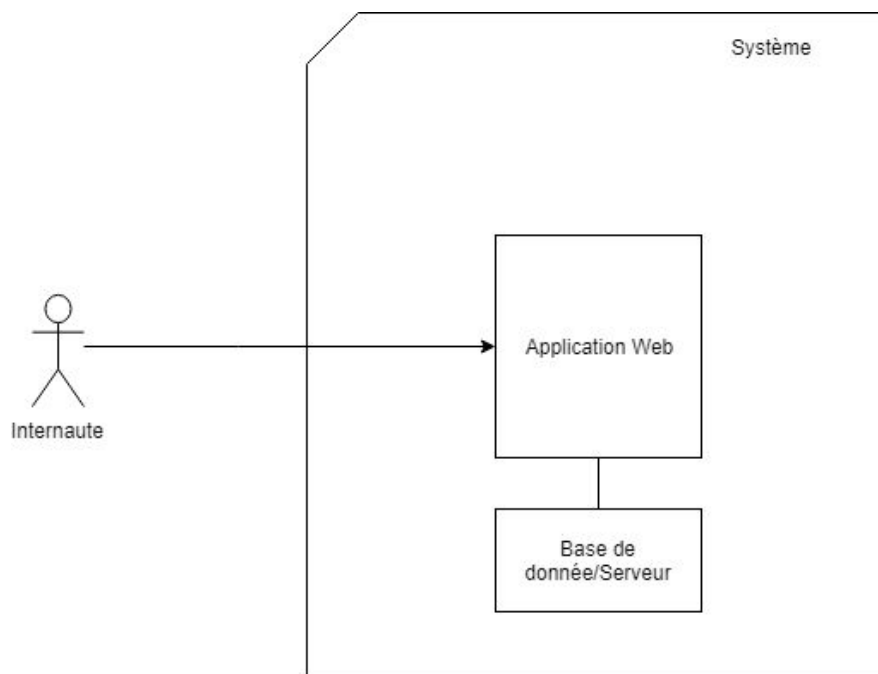 Système
Application Web
Internaute
Base de
donnée/Serveur